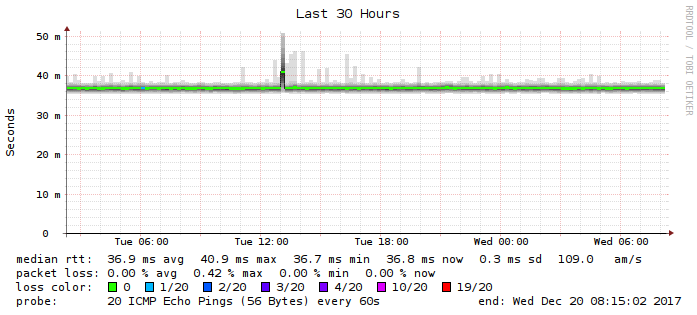 Last 30 Hours
RRDTOOL / TOBI OETIKER
Seconds
50 m
40 m
30 m
20 m
10 m
0
Tue 06:00 Tue 12:00 Tue 18:00 Wed 00:00 Wed 06:00
median rtt: 36.9 ms avg 40.9 ms max 36.7 ms min 36.8 ms now 0.3 ms sd 109.0 am/s
packet loss: 0.00 % avg 0.42 % max 0.00 % min 0.00 % now
loss color: 0 1/20 2/20 3/20 4/20 10/20 19/20
probe: 20 ICMP Echo Pings (56 Bytes) every 60s end: Wed Dec 20 08:15:02 2017